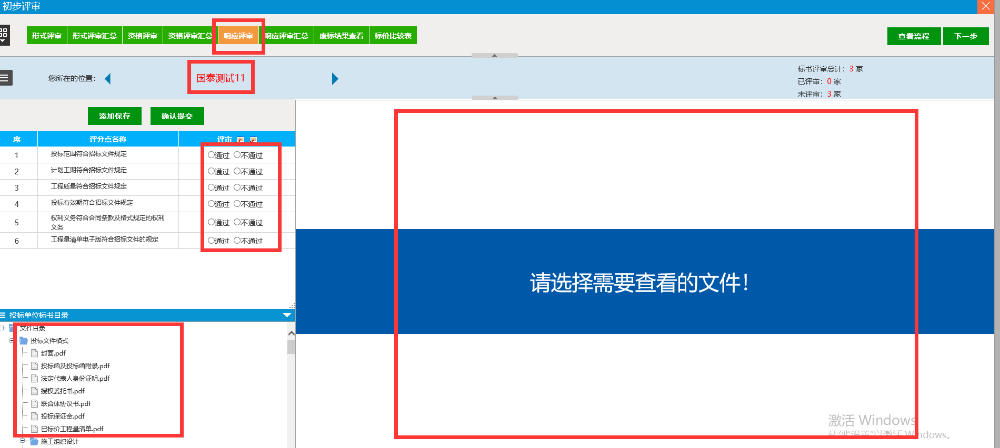 初步评审
形式评审 形式评审汇总 资格评审 资格评审汇总 响应评审 响应评审汇总 废标结果查看 标价比较表 查看流程 下一步
您所在的位置： 国泰测试11
标书评审总计：3 家
已评审：0 家
未评审：3 家
添加保存 确认提交
序 评分点名称 评审
1 投标范围符合招标文件规定 通过 不通过
2 计划工期符合招标文件规定 通过 不通过
3 工程质量符合招标文件规定 通过 不通过
4 投标有效期符合招标文件规定 通过 不通过
5 权利义务符合合同条款及格式规定的权利
义务 通过 不通过
6 工程量清单电子版符合招标文件的规定 通过 不通过
投标单位标书目录
文件目录
投标文件格式
封面.pdf
投标函及投标函附录.pdf
法定代表人身份证明.pdf
授权委托书.pdf
联合体协议书.pdf
投标保证金.pdf
已标价工程量清单.pdf
施工组织设计
请选择需要查看的文件！
激活 Windows
转到"设置"以激活 Windows。